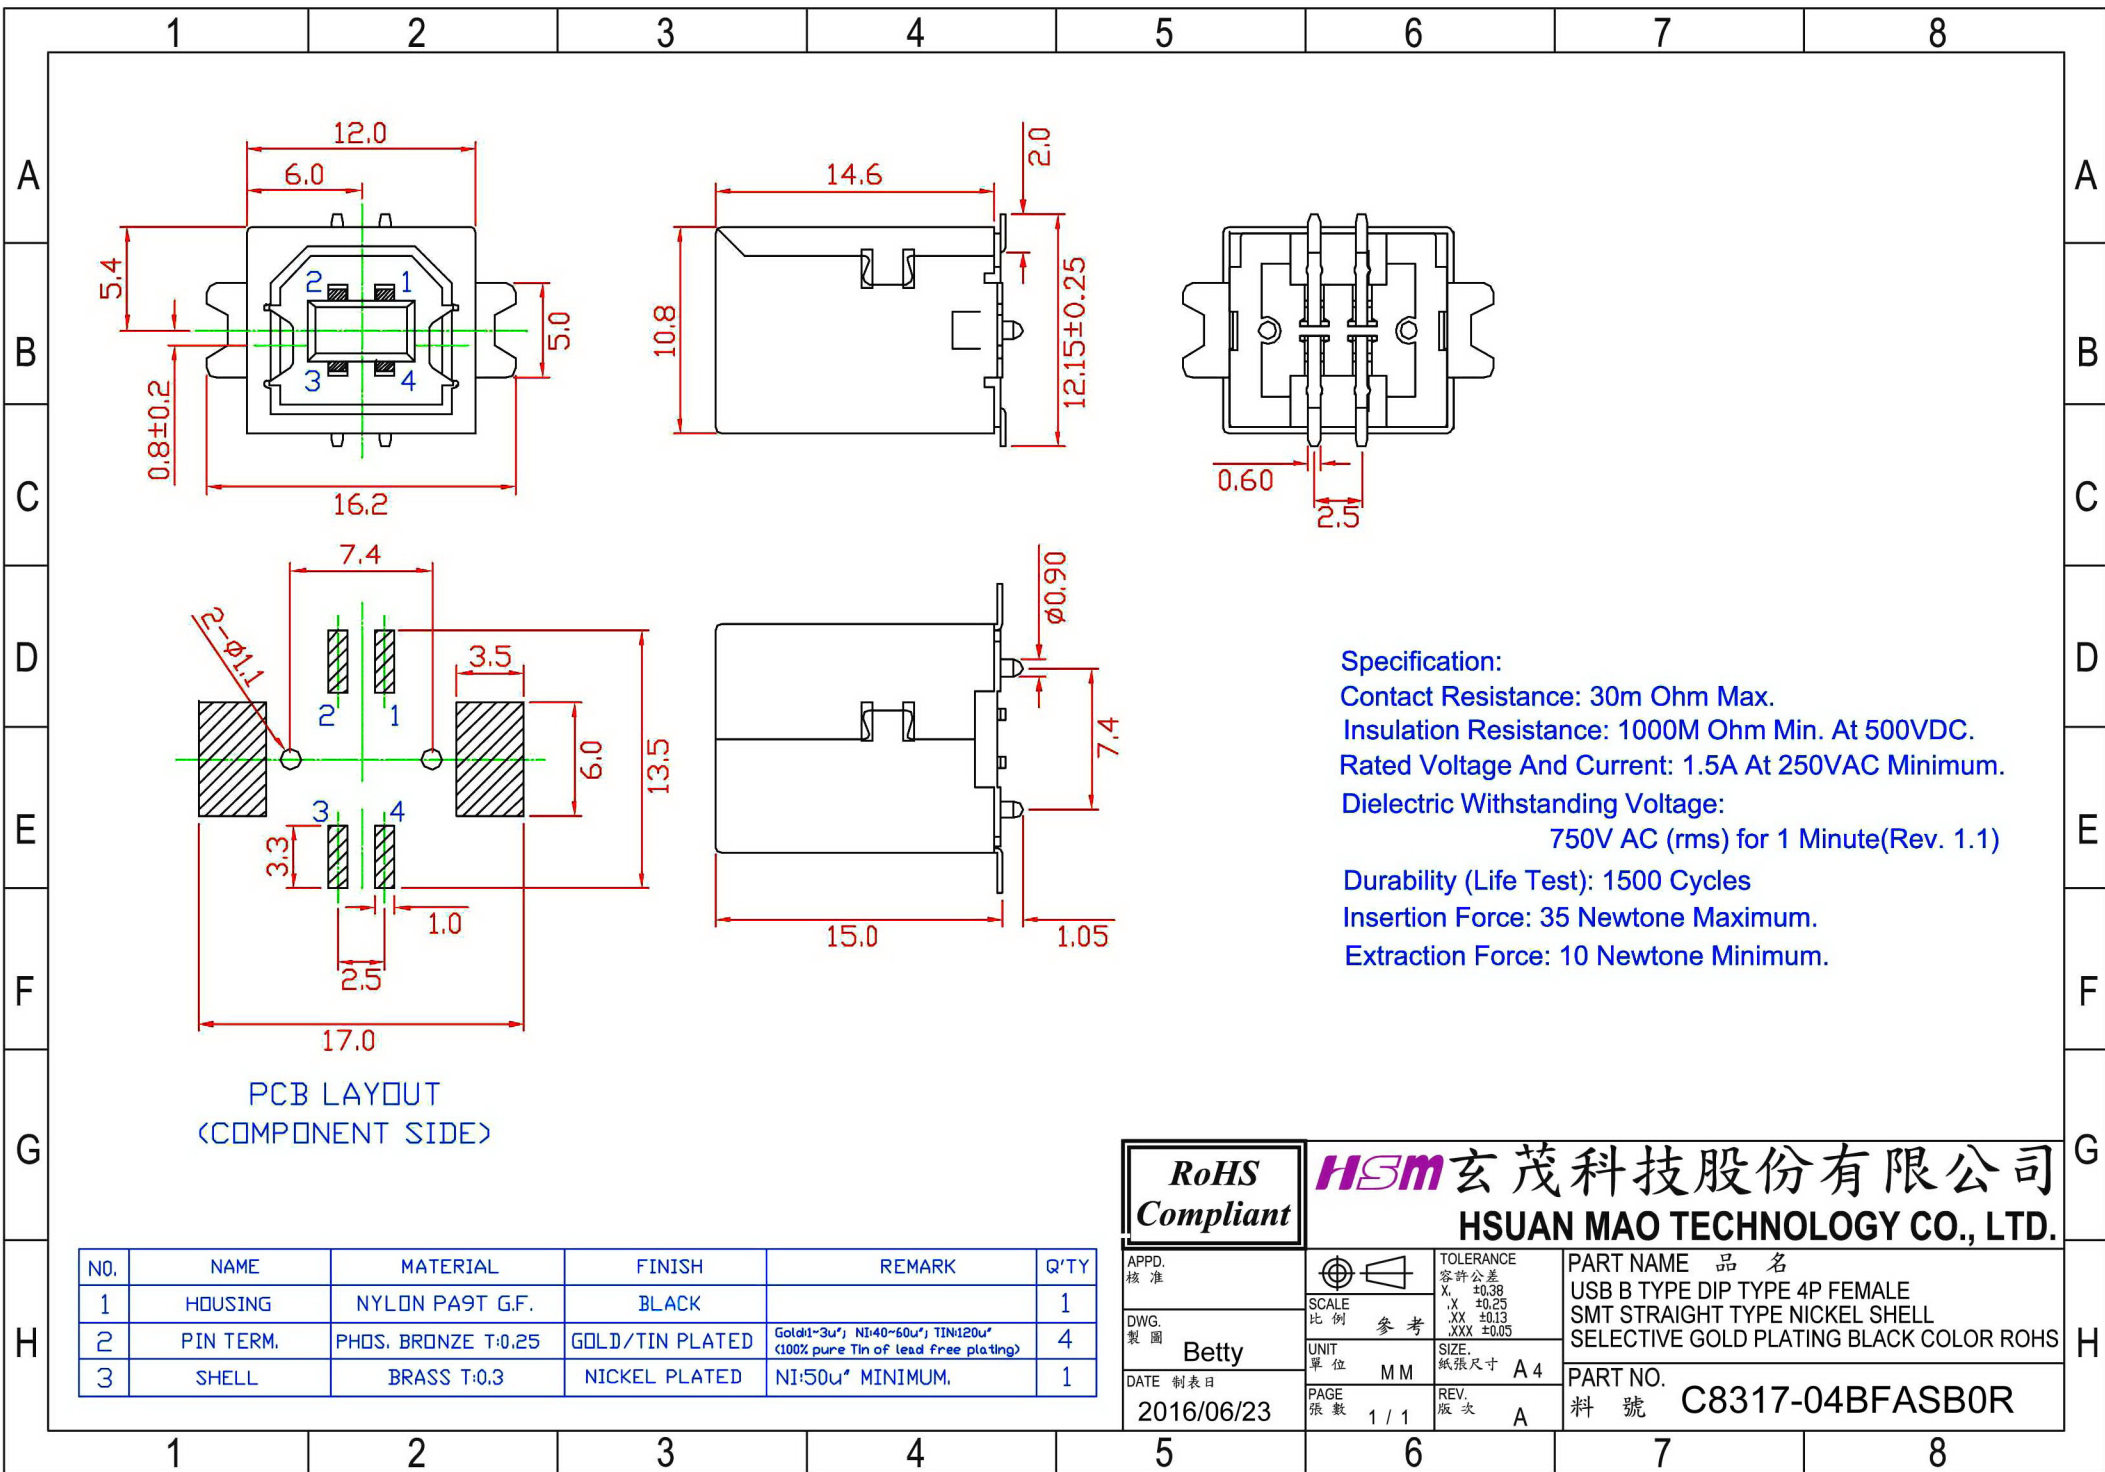 1 2 3 4 5 6 7 8
A
B
C
D
E
F
G
H
A
B
C
D
E
F
G
H
12.0
6.0
5.4
2 1
3 4
5.0
0.8±0.2
16.2
14.6
2.0
10.8
12.15±0.25
0.60
2.5
7.4
2-ø1.1
3.5
2 1
3 4
6.0
13.5
3.3
1.0
2.5
17.0
PCB LAYOUT
(COMPONENT SIDE)
ø0.90
7.4
15.0
1.05
Specification:
Contact Resistance: 30m Ohm Max.
Insulation Resistance: 1000M Ohm Min. At 500VDC.
Rated Voltage And Current: 1.5A At 250VAC Minimum.
Dielectric Withstanding Voltage:
750V AC (rms) for 1 Minute(Rev. 1.1)
Durability (Life Test): 1500 Cycles
Insertion Force: 35 Newtone Maximum.
Extraction Force: 10 Newtone Minimum.
NO. NAME MATERIAL FINISH REMARK Q'TY
1 HOUSING NYLON PA9T G.F. BLACK 1
2 PIN TERM. PHOS. BRONZE T:0.25 GOLD/TIN PLATED Gold:1~3u"; NI:40~60u"; TIN:120u" (100% pure Tin of lead free plating) 4
3 SHELL BRASS T:0.3 NICKEL PLATED NI:50u" MINIMUM. 1
RoHS
Compliant
HSM 玄茂科技股份有限公司
HSUAN MAO TECHNOLOGY CO., LTD.
APPD.
核 准
DWG.
製 圖 Betty
DATE 制表日
2016/06/23
SCALE
比 例 參 考
UNIT
單 位 MM
PAGE
張 數 1 / 1
TOLERANCE
容許公差
X. ±0.38
.X ±0.25
.XX ±0.13
.XXX ±0.05
SIZE.
紙張尺寸 A4
REV.
版 次 A
PART NAME 品 名
USB B TYPE DIP TYPE 4P FEMALE
SMT STRAIGHT TYPE NICKEL SHELL
SELECTIVE GOLD PLATING BLACK COLOR ROHS
PART NO.
料 號 C8317-04BFASB0R
1 2 3 4 5 6 7 8